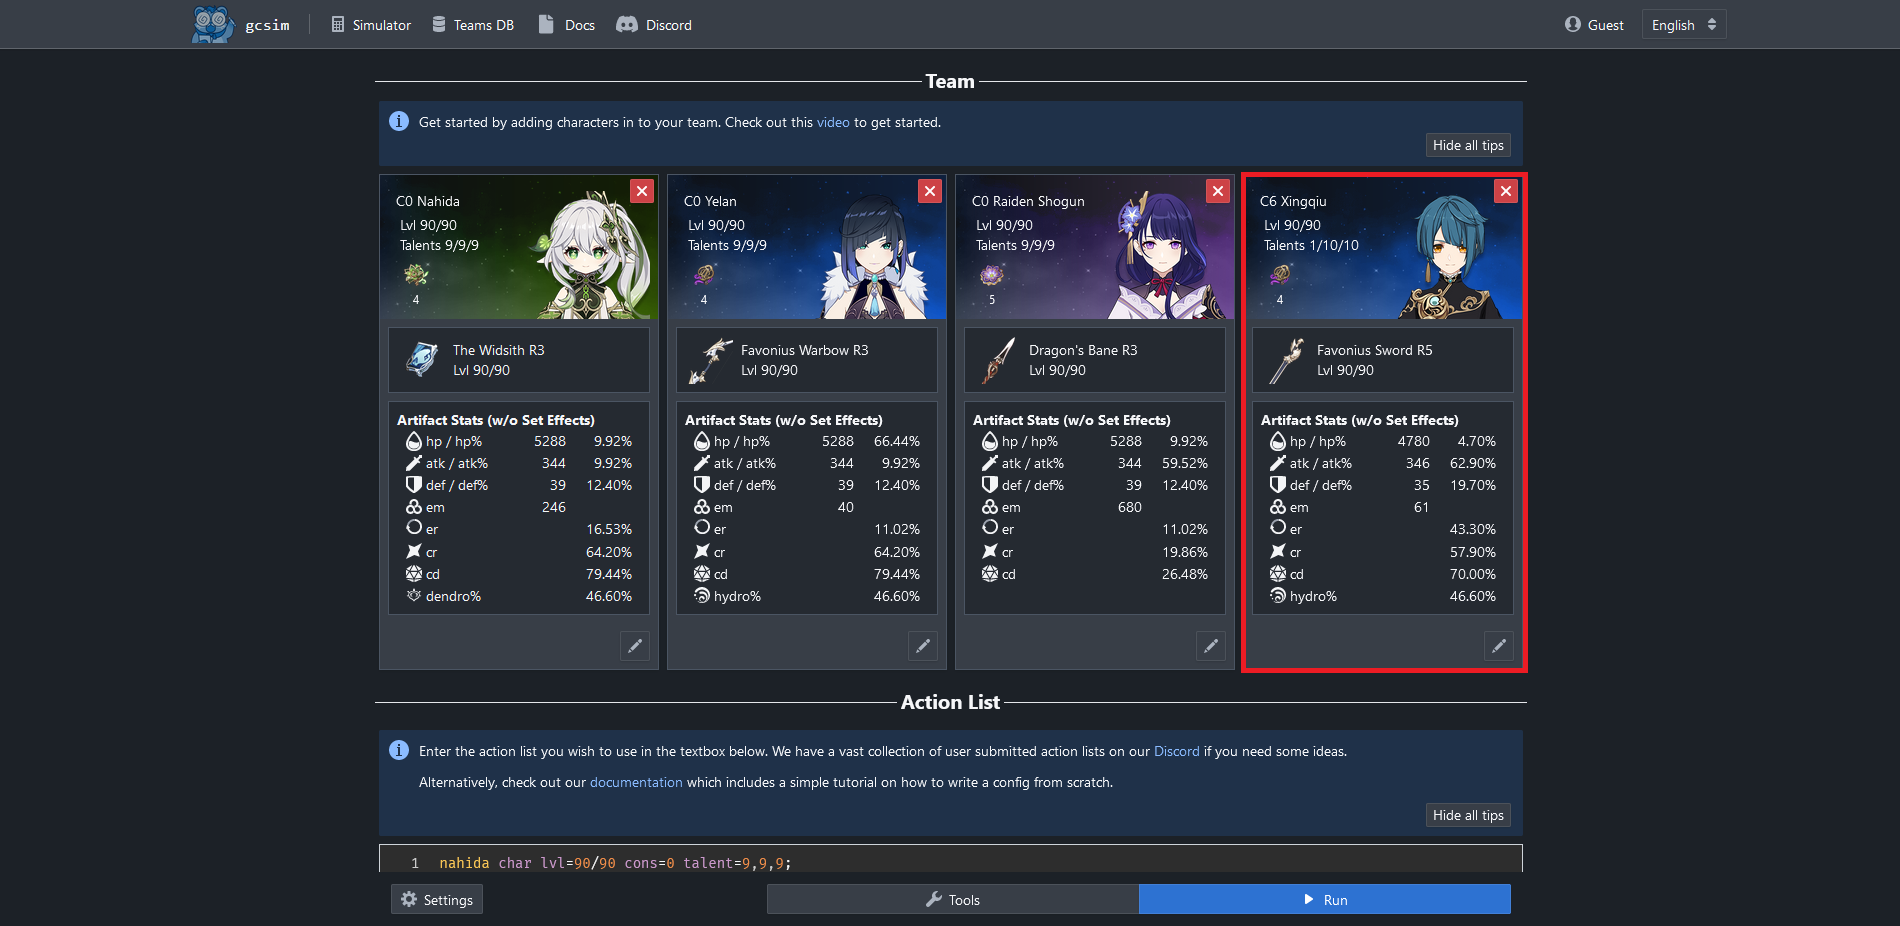 gcsim Simulator Teams DB Docs Discord Guest English
Team
Get started by adding characters in to your team. Check out this video to get started.
Hide all tips
C0 Nahida
Lvl 90/90
Talents 9/9/9
4
The Widsith R3
Lvl 90/90
Artifact Stats (w/o Set Effects)
hp / hp% 5288 9.92%
atk / atk% 344 9.92%
def / def% 39 12.40%
em 246
er 16.53%
cr 64.20%
cd 79.44%
dendro% 46.60%
C0 Yelan
Lvl 90/90
Talents 9/9/9
4
Favonius Warbow R3
Lvl 90/90
Artifact Stats (w/o Set Effects)
hp / hp% 5288 66.44%
atk / atk% 344 9.92%
def / def% 39 12.40%
em 40
er 11.02%
cr 64.20%
cd 79.44%
hydro% 46.60%
C0 Raiden Shogun
Lvl 90/90
Talents 9/9/9
5
Dragon's Bane R3
Lvl 90/90
Artifact Stats (w/o Set Effects)
hp / hp% 5288 9.92%
atk / atk% 344 59.52%
def / def% 39 12.40%
em 680
er 11.02%
cr 19.86%
cd 26.48%
C6 Xingqiu
Lvl 90/90
Talents 1/10/10
4
Favonius Sword R5
Lvl 90/90
Artifact Stats (w/o Set Effects)
hp / hp% 4780 4.70%
atk / atk% 346 62.90%
def / def% 35 19.70%
em 61
er 43.30%
cr 57.90%
cd 70.00%
hydro% 46.60%
Action List
Enter the action list you wish to use in the textbox below. We have a vast collection of user submitted action lists on our Discord if you need some ideas.
Alternatively, check out our documentation which includes a simple tutorial on how to write a config from scratch.
Hide all tips
1 nahida char lvl=90/90 cons=0 talent=9,9,9;
Settings Tools Run